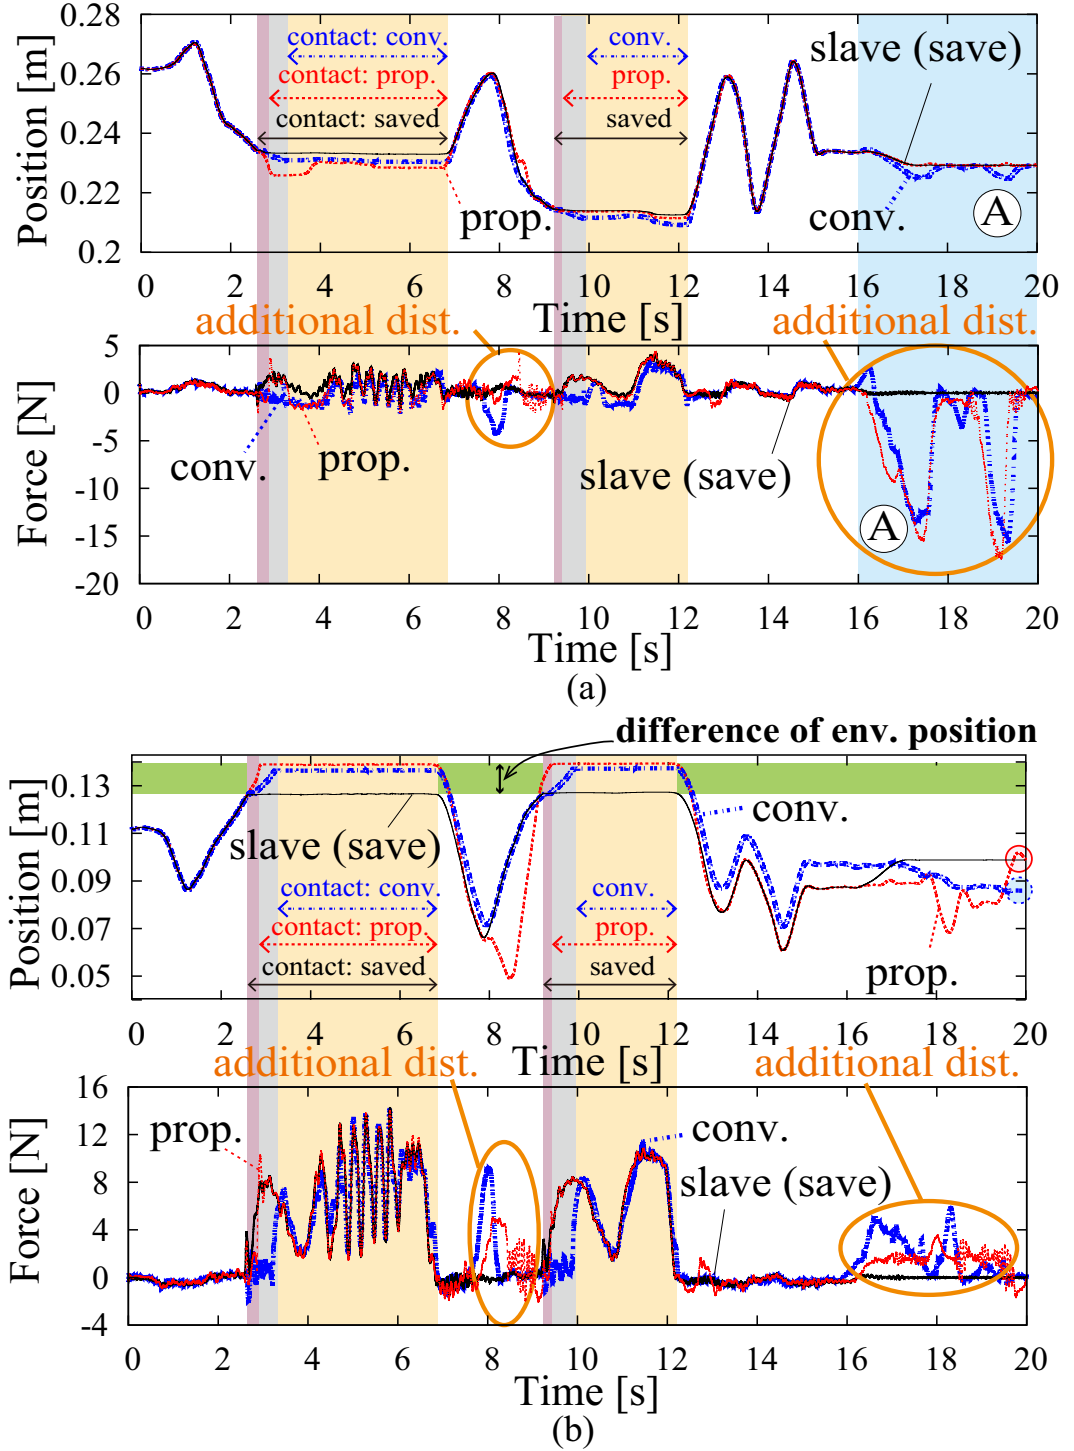 0.28
0.26
0.24
0.22
0.2
Position [m]
contact: conv.
contact: prop.
contact: saved
conv.
prop.
saved
slave (save)
prop.
conv.
A
0 2 4 6 8 10 12 14 16 18 20
Time [s]
additional dist.
additional dist.
5
0
-5
-10
-15
-20
Force [N]
conv.
prop.
slave (save)
A
0 2 4 6 8 10 12 14 16 18 20
Time [s]
(a)
difference of env. position
0.13
0.11
0.09
0.07
0.05
Position [m]
slave (save)
conv.
contact: conv.
contact: prop.
contact: saved
conv.
prop.
saved
prop.
0 2 4 6 8 10 12 14 16 18 20
Time [s]
additional dist.
additional dist.
16
12
8
4
0
-4
Force [N]
prop.
conv.
slave (save)
0 2 4 6 8 10 12 14 16 18 20
Time [s]
(b)